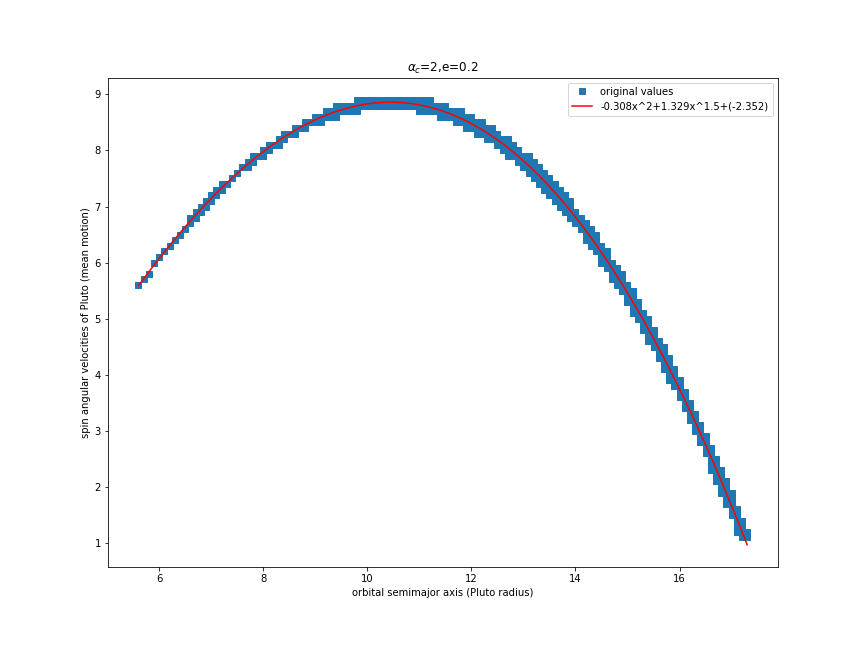 α_c=2,e=0.2
original values
-0.308x^2+1.329x^1.5+(-2.352)
9
8
7
6
5
4
3
2
1
spin angular velocities of Pluto (mean motion)
6 8 10 12 14 16
orbital semimajor axis (Pluto radius)